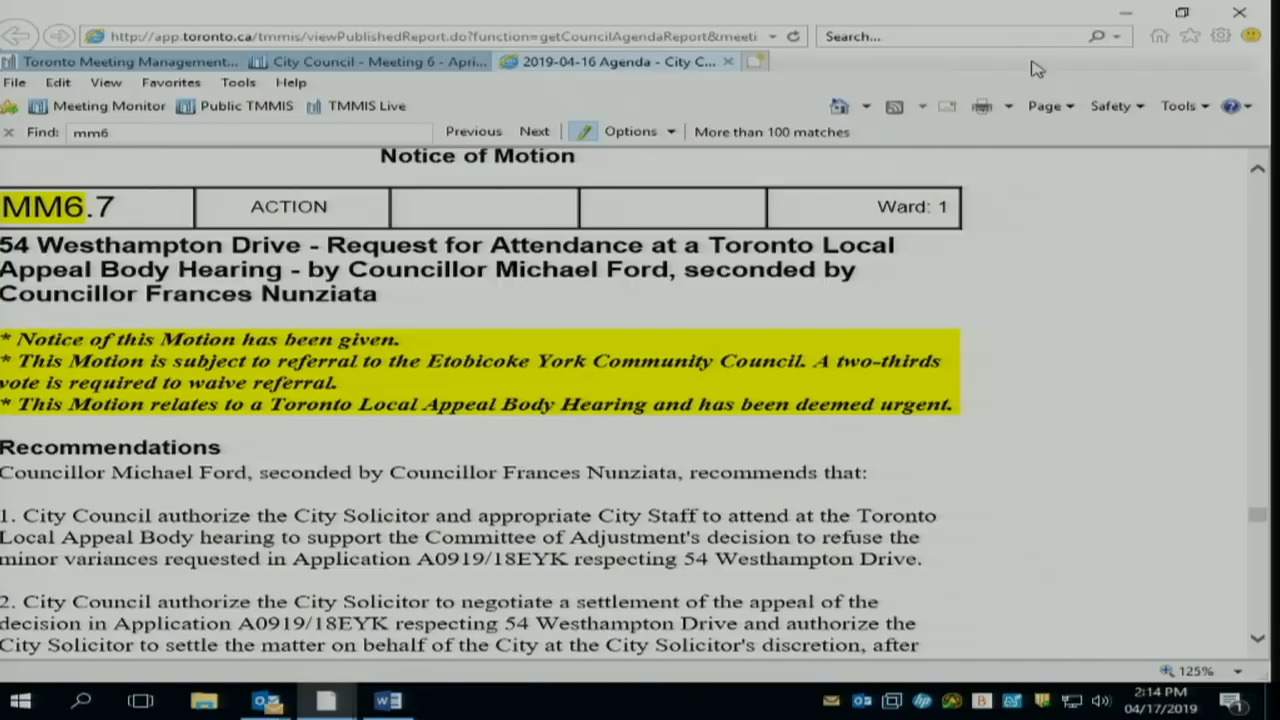 http://app.toronto.ca/tmmis/viewPublishedReport.do?function=getCouncilAgendaReport&meeti
Search...
Toronto Meeting Management...
City Council - Meeting 6 - Apri...
2019-04-16 Agenda - City C...
File Edit View Favorites Tools Help
Meeting Monitor Public TMMIS TMMIS Live
Page Safety Tools
Find: mm6 Previous Next Options More than 100 matches
Notice of Motion
MM6.7 ACTION Ward: 1
54 Westhampton Drive - Request for Attendance at a Toronto Local
Appeal Body Hearing - by Councillor Michael Ford, seconded by
Councillor Frances Nunziata
* Notice of this Motion has been given.
* This Motion is subject to referral to the Etobicoke York Community Council. A two-thirds
vote is required to waive referral.
* This Motion relates to a Toronto Local Appeal Body Hearing and has been deemed urgent.
Recommendations
Councillor Michael Ford, seconded by Councillor Frances Nunziata, recommends that:
1. City Council authorize the City Solicitor and appropriate City Staff to attend at the Toronto
Local Appeal Body hearing to support the Committee of Adjustment's decision to refuse the
minor variances requested in Application A0919/18EYK respecting 54 Westhampton Drive.
2. City Council authorize the City Solicitor to negotiate a settlement of the appeal of the
decision in Application A0919/18EYK respecting 54 Westhampton Drive and authorize the
City Solicitor to settle the matter on behalf of the City at the City Solicitor's discretion, after
125%
2:14 PM
04/17/2019